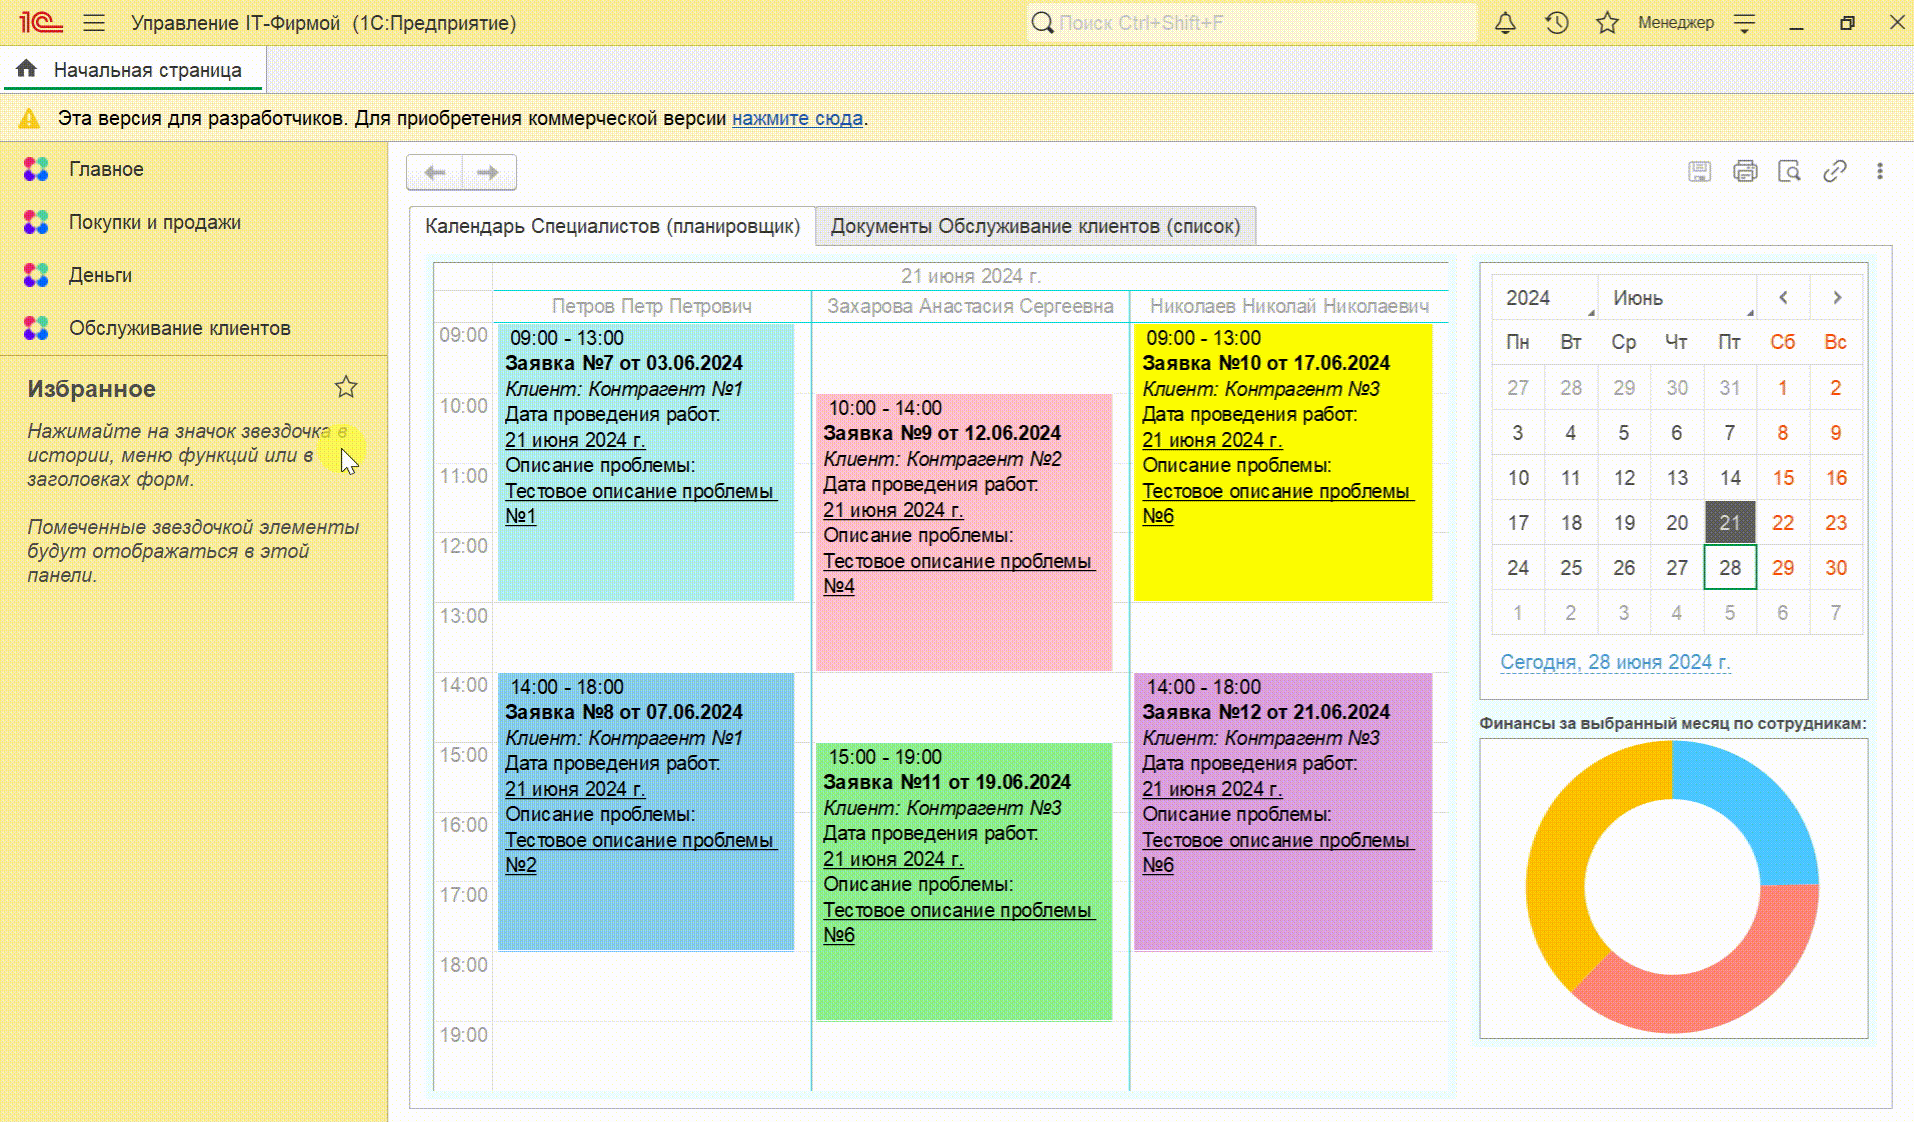 1С Управление IT-Фирмой (1С:Предприятие) Поиск Ctrl+Shift+F Менеджер
Начальная страница
Эта версия для разработчиков. Для приобретения коммерческой версии нажмите сюда.
Главное
Покупки и продажи
Деньги
Обслуживание клиентов
Избранное
Нажимайте на значок звездочка в
истории, меню функций или в
заголовках форм.
Помеченные звездочкой элементы
будут отображаться в этой
панели.
Календарь Специалистов (планировщик) Документы Обслуживание клиентов (список)
21 июня 2024 г.
Петров Петр Петрович Захарова Анастасия Сергеевна Николаев Николай Николаевич
09:00
10:00
11:00
12:00
13:00
14:00
15:00
16:00
17:00
18:00
19:00
09:00 - 13:00
Заявка №7 от 03.06.2024
Клиент: Контрагент №1
Дата проведения работ:
21 июня 2024 г.
Описание проблемы:
Тестовое описание проблемы
№1
14:00 - 18:00
Заявка №8 от 07.06.2024
Клиент: Контрагент №1
Дата проведения работ:
21 июня 2024 г.
Описание проблемы:
Тестовое описание проблемы
№2
10:00 - 14:00
Заявка №9 от 12.06.2024
Клиент: Контрагент №2
Дата проведения работ:
21 июня 2024 г.
Описание проблемы:
Тестовое описание проблемы
№4
15:00 - 19:00
Заявка №11 от 19.06.2024
Клиент: Контрагент №3
Дата проведения работ:
21 июня 2024 г.
Описание проблемы:
Тестовое описание проблемы
№6
09:00 - 13:00
Заявка №10 от 17.06.2024
Клиент: Контрагент №3
Дата проведения работ:
21 июня 2024 г.
Описание проблемы:
Тестовое описание проблемы
№6
14:00 - 18:00
Заявка №12 от 21.06.2024
Клиент: Контрагент №3
Дата проведения работ:
21 июня 2024 г.
Описание проблемы:
Тестовое описание проблемы
№6
2024 Июнь
Пн Вт Ср Чт Пт Сб Вс
27 28 29 30 31 1 2
3 4 5 6 7 8 9
10 11 12 13 14 15 16
17 18 19 20 21 22 23
24 25 26 27 28 29 30
1 2 3 4 5 6 7
Сегодня, 28 июня 2024 г.
Финансы за выбранный месяц по сотрудникам: